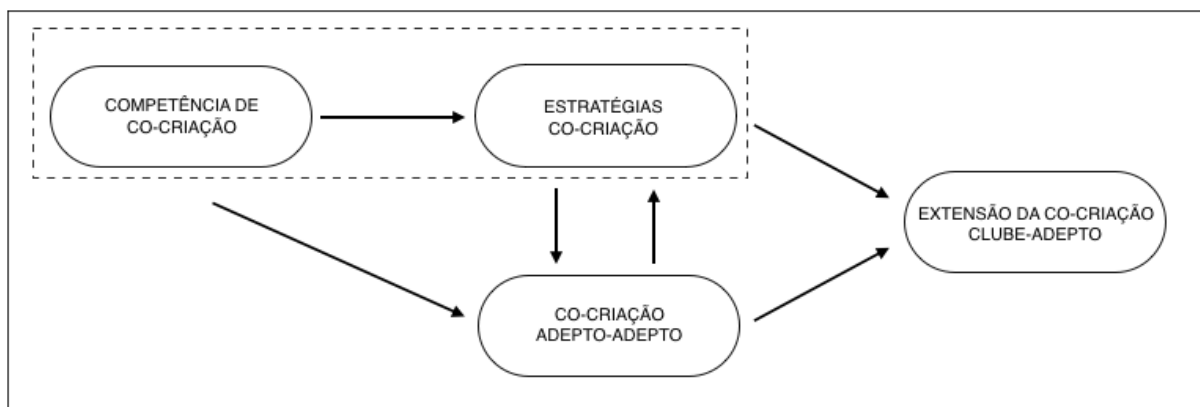 COMPETÊNCIA DE
CO-CRIAÇÃO
ESTRATÉGIAS
CO-CRIAÇÃO
EXTENSÃO DA CO-CRIAÇÃO
CLUBE-ADEPTO
CO-CRIAÇÃO
ADEPTO-ADEPTO